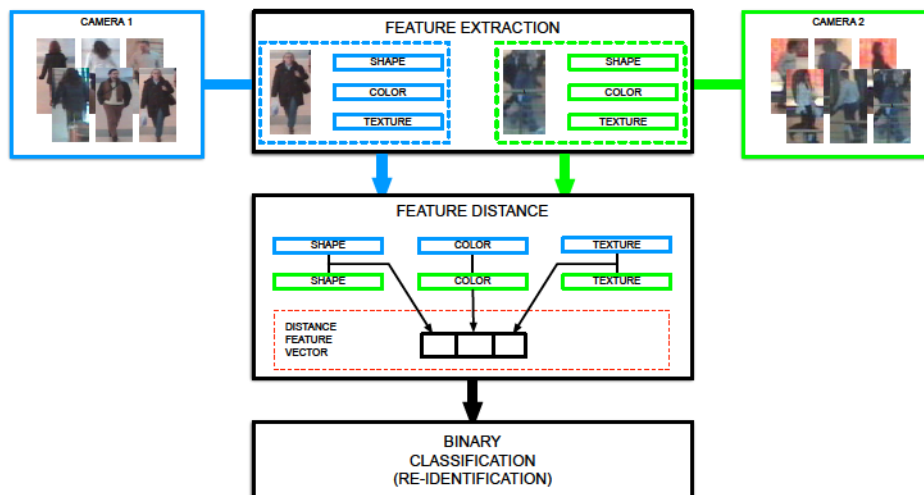 CAMERA 1
FEATURE EXTRACTION
CAMERA 2
SHAPE
COLOR
TEXTURE
SHAPE
COLOR
TEXTURE
FEATURE DISTANCE
SHAPE
COLOR
TEXTURE
SHAPE
COLOR
TEXTURE
DISTANCE
FEATURE
VECTOR
BINARY
CLASSIFICATION
(RE-IDENTIFICATION)